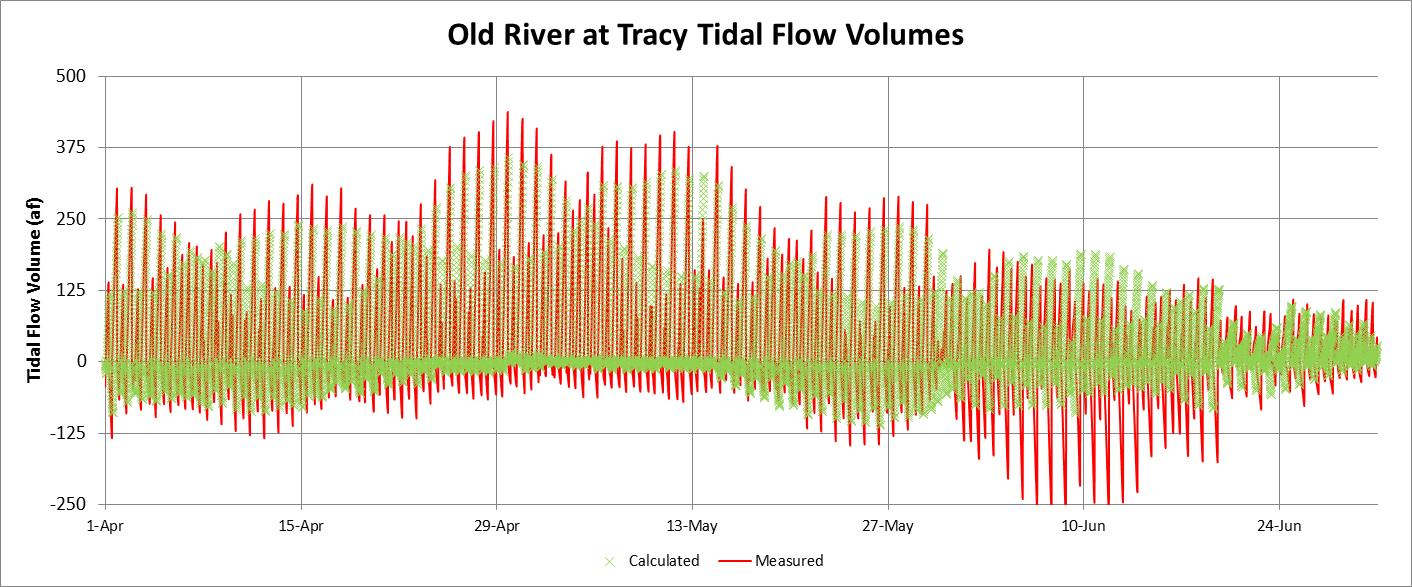 Old River at Tracy Tidal Flow Volumes
Tidal Flow Volume (af)
500
375
250
125
0
-125
-250
1-Apr 15-Apr 29-Apr 13-May 27-May 10-Jun 24-Jun
Calculated Measured